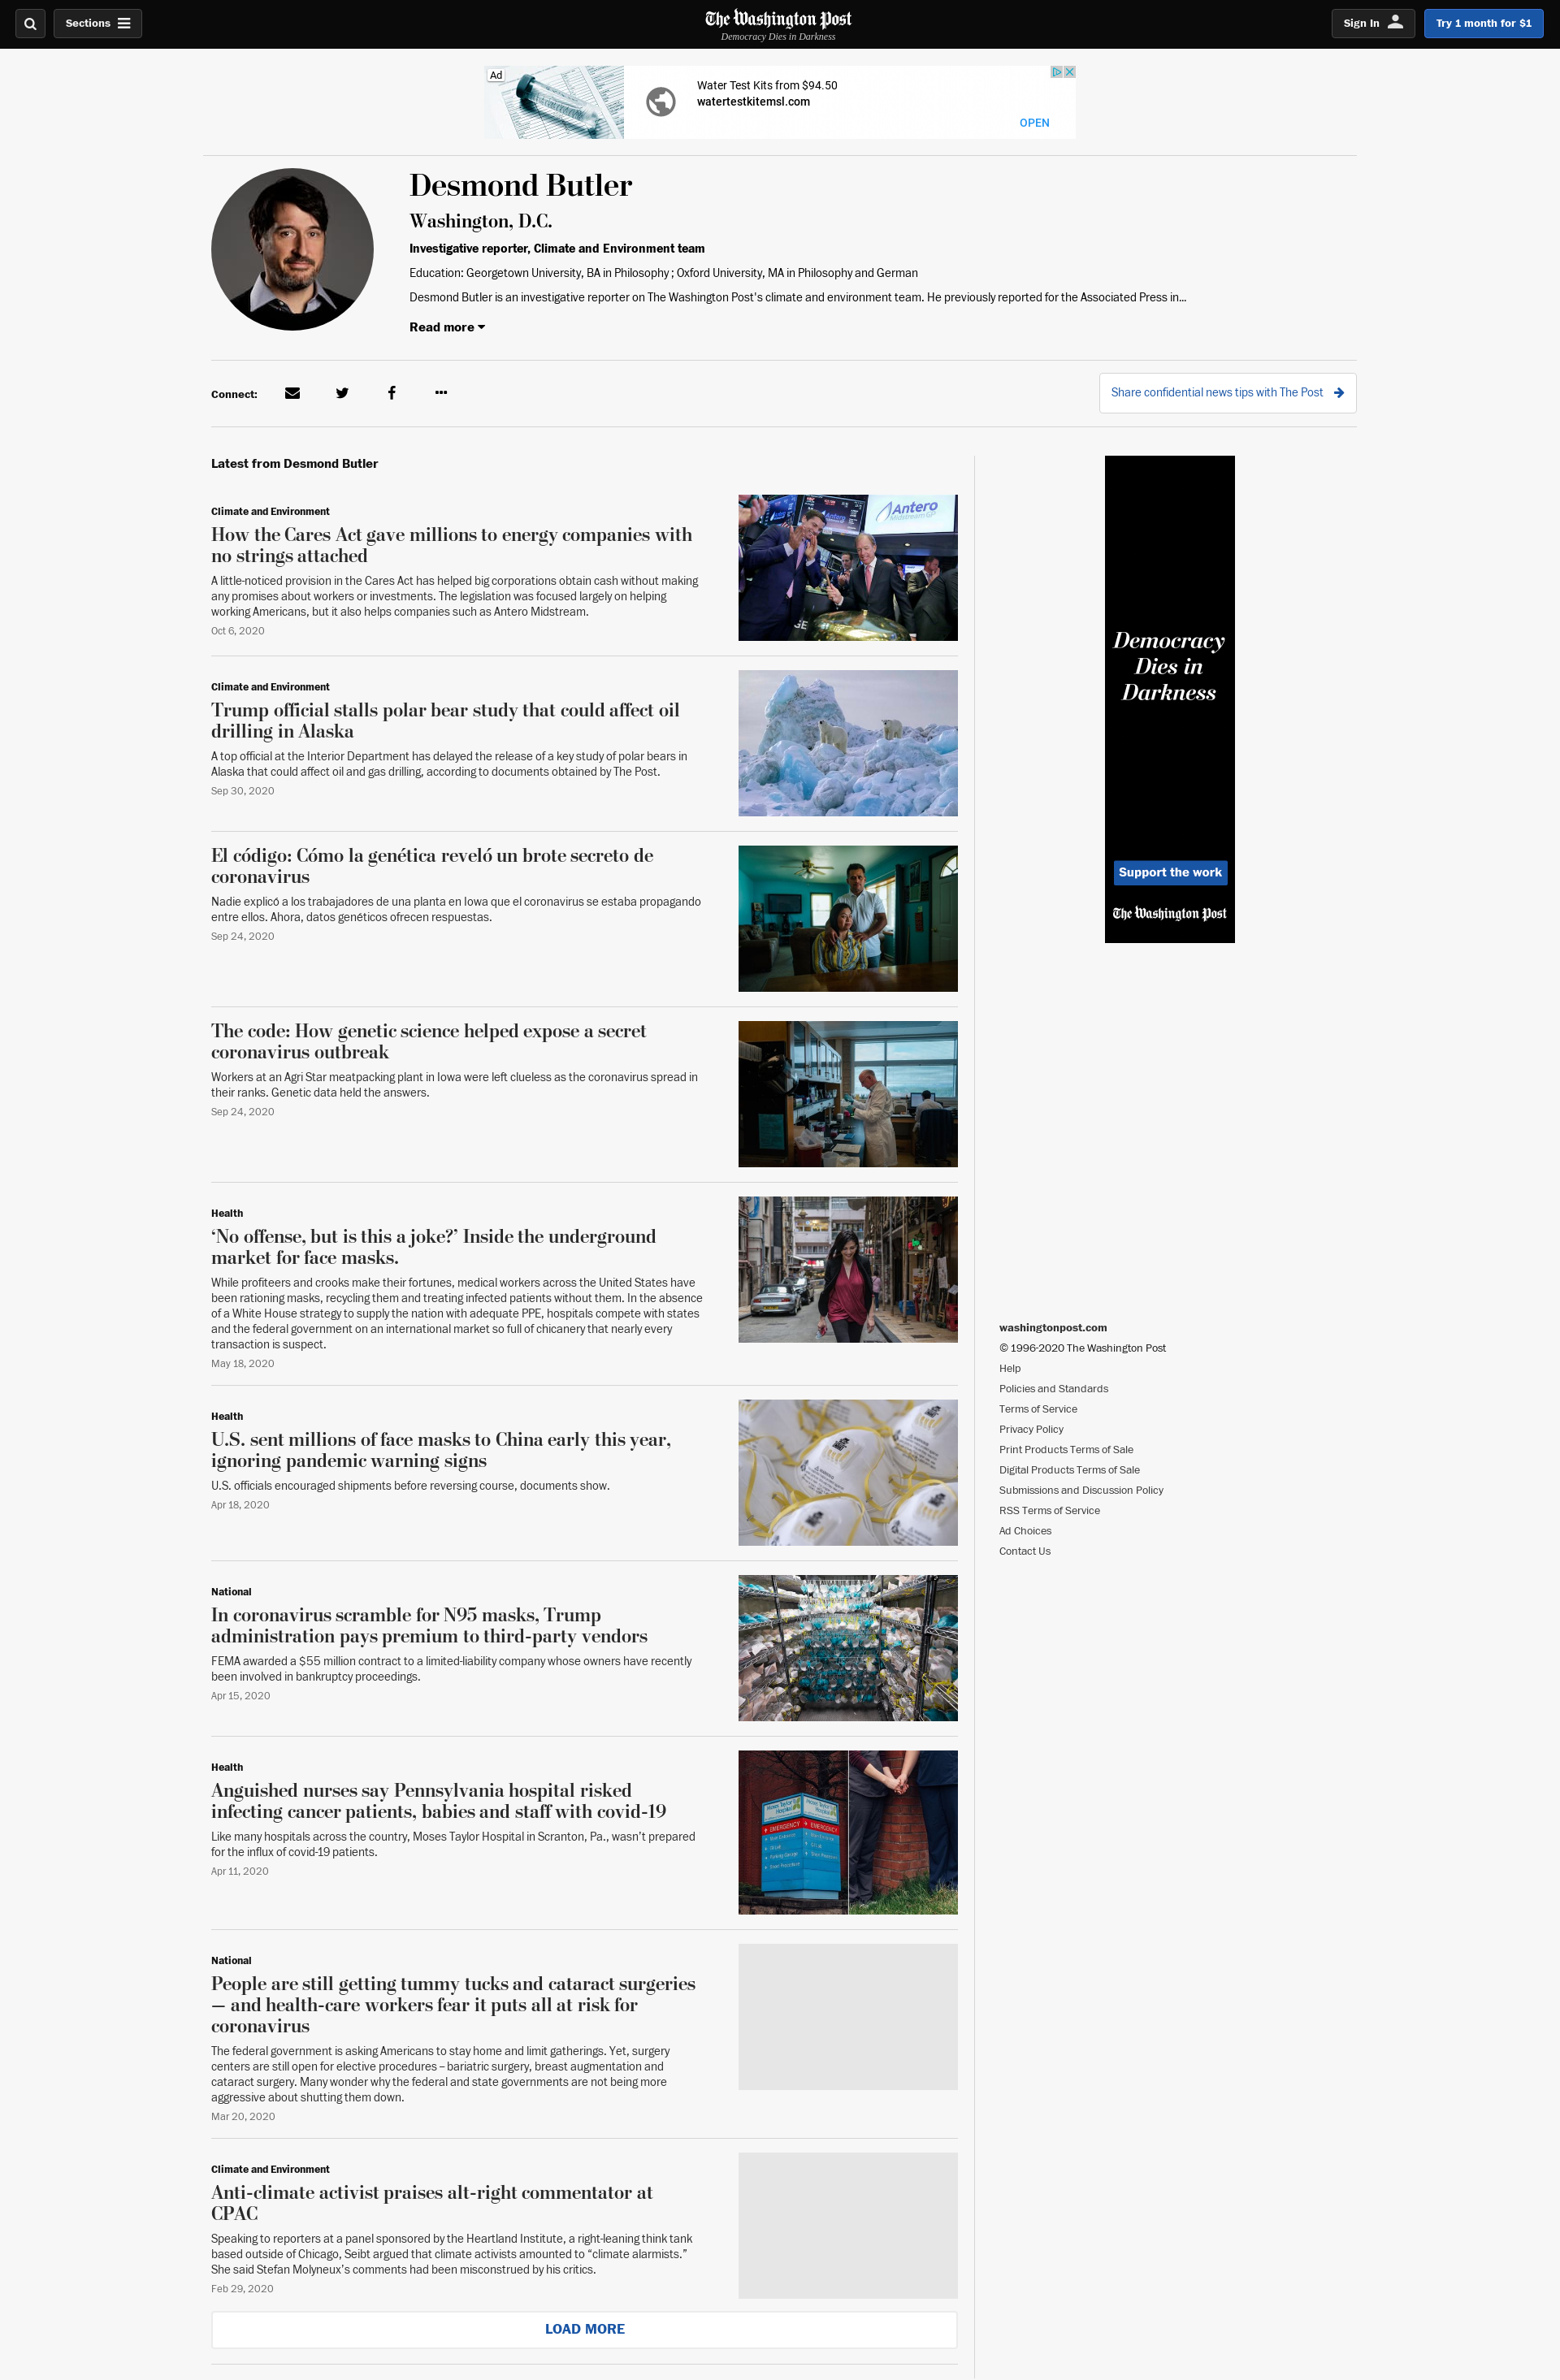 Sections
The Washington Post
Democracy Dies in Darkness
Sign In
Try 1 month for $1
Ad
Water Test Kits from $94.50
watertestkitemsl.com
OPEN
Desmond Butler
Washington, D.C.
Investigative reporter, Climate and Environment team
Education: Georgetown University, BA in Philosophy ; Oxford University, MA in Philosophy and German
Desmond Butler is an investigative reporter on The Washington Post's climate and environment team. He previously reported for the Associated Press in...
Read more
Connect:
Share confidential news tips with The Post
Latest from Desmond Butler
Climate and Environment
How the Cares Act gave millions to energy companies with
no strings attached
A little-noticed provision in the Cares Act has helped big corporations obtain cash without making
any promises about workers or investments. The legislation was focused largely on helping
working Americans, but it also helps companies such as Antero Midstream.
Oct 6, 2020
Antero
Midstream GP
Antero
GE
Climate and Environment
Trump official stalls polar bear study that could affect oil
drilling in Alaska
A top official at the Interior Department has delayed the release of a key study of polar bears in
Alaska that could affect oil and gas drilling, according to documents obtained by The Post.
Sep 30, 2020
El código: Cómo la genética reveló un brote secreto de
coronavirus
Nadie explicó a los trabajadores de una planta en Iowa que el coronavirus se estaba propagando
entre ellos. Ahora, datos genéticos ofrecen respuestas.
Sep 24, 2020
The code: How genetic science helped expose a secret
coronavirus outbreak
Workers at an Agri Star meatpacking plant in Iowa were left clueless as the coronavirus spread in
their ranks. Genetic data held the answers.
Sep 24, 2020
Health
‘No offense, but is this a joke?’ Inside the underground
market for face masks.
While profiteers and crooks make their fortunes, medical workers across the United States have
been rationing masks, recycling them and treating infected patients without them. In the absence
of a White House strategy to supply the nation with adequate PPE, hospitals compete with states
and the federal government on an international market so full of chicanery that nearly every
transaction is suspect.
May 18, 2020
Health
U.S. sent millions of face masks to China early this year,
ignoring pandemic warning signs
U.S. officials encouraged shipments before reversing course, documents show.
Apr 18, 2020
National
In coronavirus scramble for N95 masks, Trump
administration pays premium to third-party vendors
FEMA awarded a $55 million contract to a limited-liability company whose owners have recently
been involved in bankruptcy proceedings.
Apr 15, 2020
Health
Anguished nurses say Pennsylvania hospital risked
infecting cancer patients, babies and staff with covid-19
Like many hospitals across the country, Moses Taylor Hospital in Scranton, Pa., wasn’t prepared
for the influx of covid-19 patients.
Apr 11, 2020
Moses Taylor
Hospital
EMERGENCY
EMERGENCY
National
People are still getting tummy tucks and cataract surgeries
— and health-care workers fear it puts all at risk for
coronavirus
The federal government is asking Americans to stay home and limit gatherings. Yet, surgery
centers are still open for elective procedures – bariatric surgery, breast augmentation and
cataract surgery. Many wonder why the federal and state governments are not being more
aggressive about shutting them down.
Mar 20, 2020
Climate and Environment
Anti-climate activist praises alt-right commentator at
CPAC
Speaking to reporters at a panel sponsored by the Heartland Institute, a right-leaning think tank
based outside of Chicago, Seibt argued that climate activists amounted to “climate alarmists.”
She said Stefan Molyneux’s comments had been misconstrued by his critics.
Feb 29, 2020
LOAD MORE
Democracy
Dies in
Darkness
Support the work
The Washington Post
washingtonpost.com
© 1996-2020 The Washington Post
Help
Policies and Standards
Terms of Service
Privacy Policy
Print Products Terms of Sale
Digital Products Terms of Sale
Submissions and Discussion Policy
RSS Terms of Service
Ad Choices
Contact Us